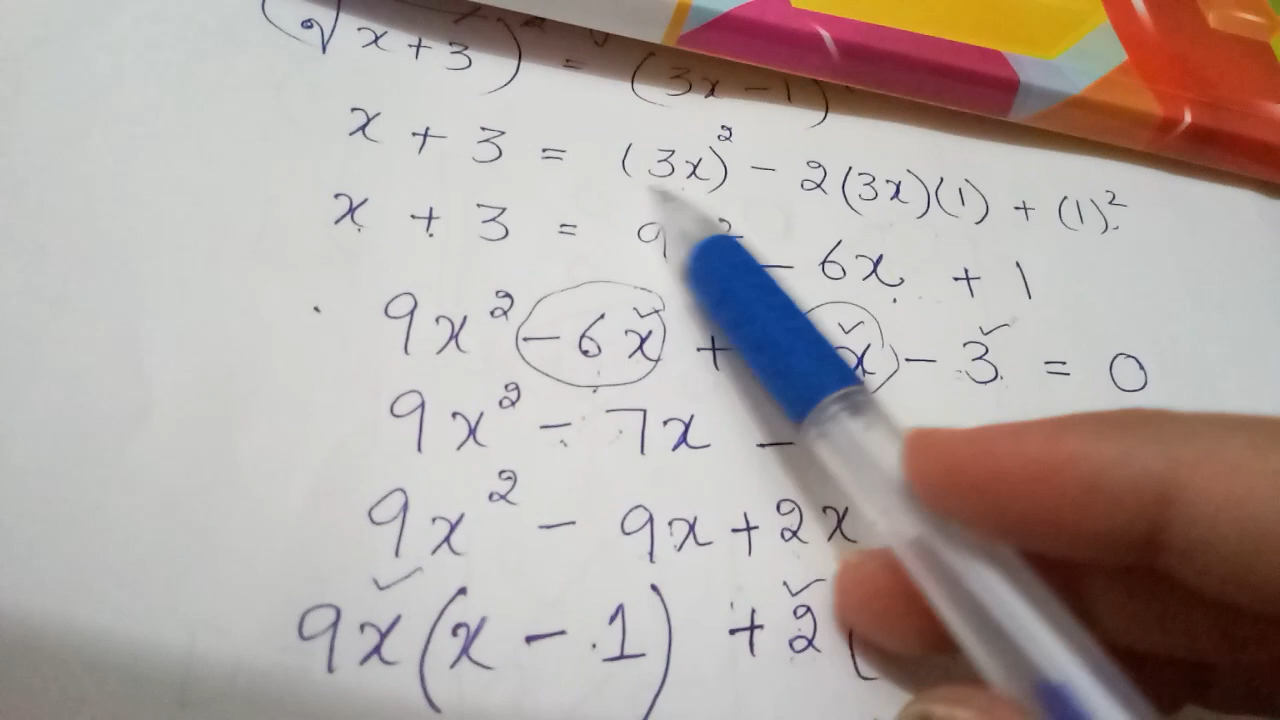 (√x + 3)² = (3x - 1)
x + 3 = (3x)² - 2(3x)(1) + (1)²
x + 3 = 9 ² - 6x + 1
9x² - 6x + x - 3 = 0
9x² - 7x -
9x² - 9x + 2x
9x(x - 1) + 2(